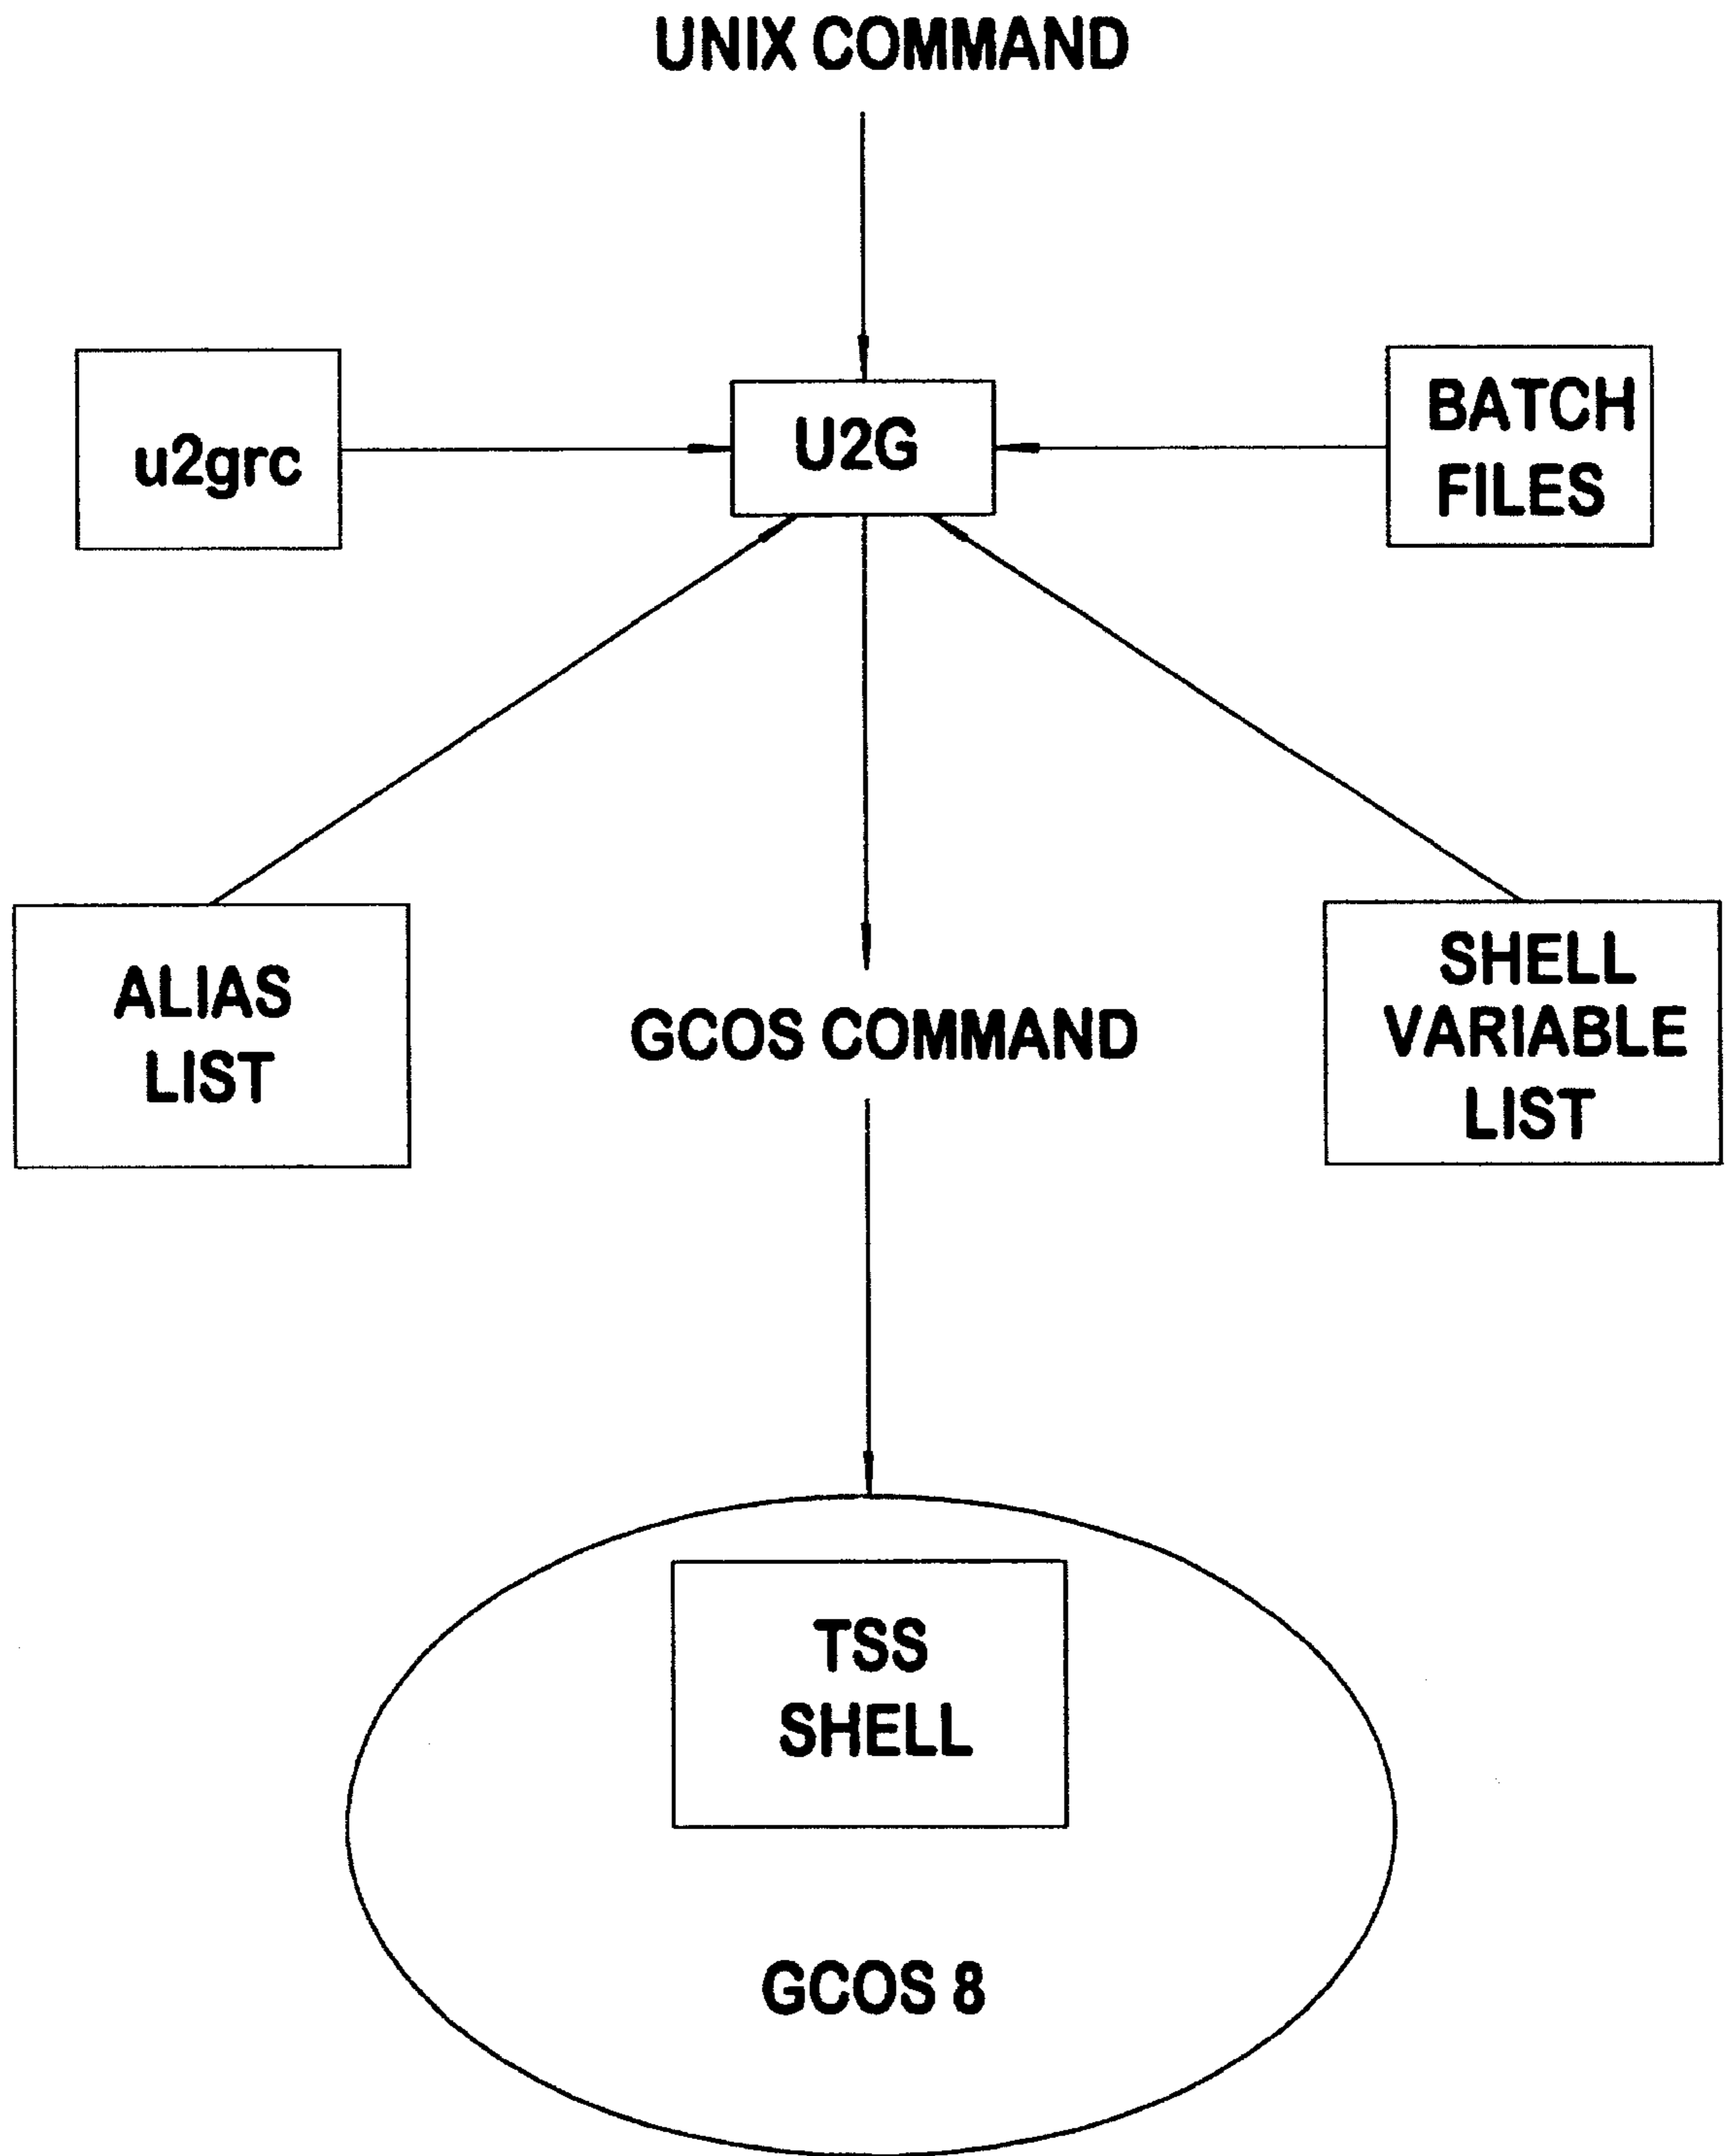 UNIX COMMAND
u2grc
U2G
BATCH
FILES
ALIAS
LIST
GCOS COMMAND
SHELL
VARIABLE
LIST
TSS
SHELL
GCOS 8